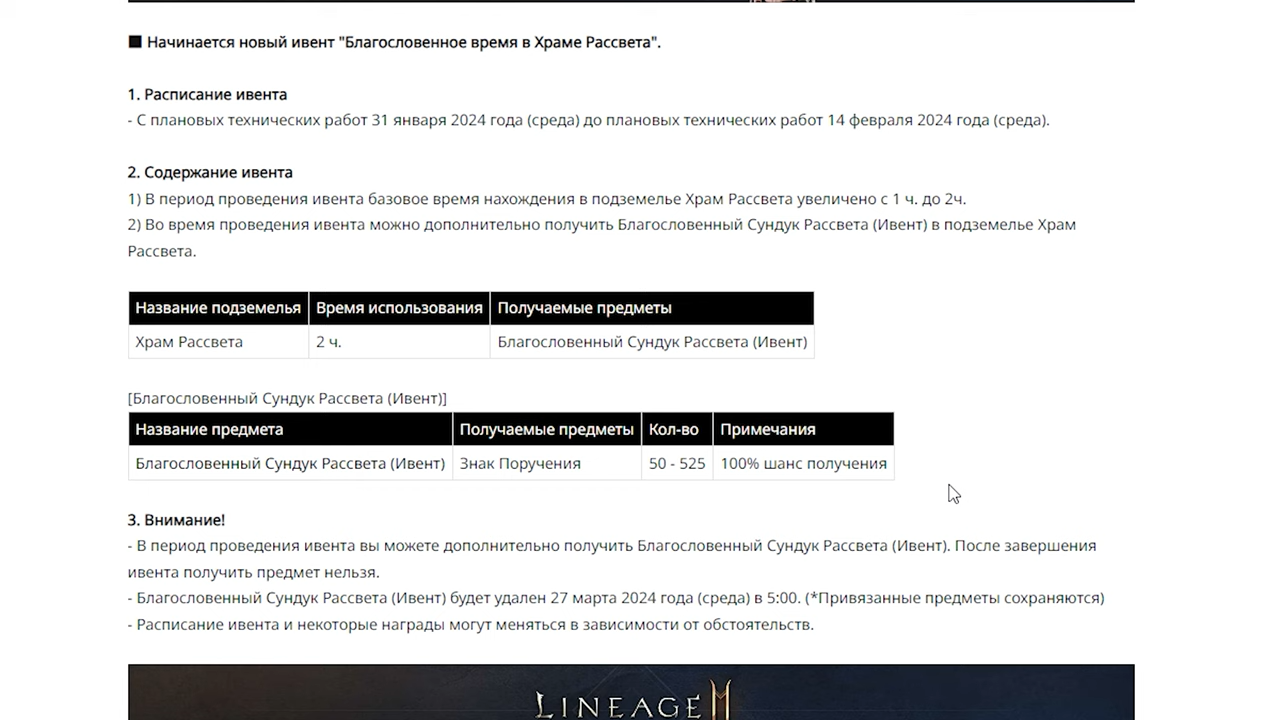 ■ Начинается новый ивент "Благословенное время в Храме Рассвета".
1. Расписание ивента
- С плановых технических работ 31 января 2024 года (среда) до плановых технических работ 14 февраля 2024 года (среда).
2. Содержание ивента
1) В период проведения ивента базовое время нахождения в подземелье Храм Рассвета увеличено с 1 ч. до 2ч.
2) Во время проведения ивента можно дополнительно получить Благословенный Сундук Рассвета (Ивент) в подземелье Храм
Рассвета.
Название подземелья Время использования Получаемые предметы
Храм Рассвета 2 ч. Благословенный Сундук Рассвета (Ивент)
[Благословенный Сундук Рассвета (Ивент)]
Название предмета Получаемые предметы Кол-во Примечания
Благословенный Сундук Рассвета (Ивент) Знак Поручения 50 - 525 100% шанс получения
3. Внимание!
- В период проведения ивента вы можете дополнительно получить Благословенный Сундук Рассвета (Ивент). После завершения
ивента получить предмет нельзя.
- Благословенный Сундук Рассвета (Ивент) будет удален 27 марта 2024 года (среда) в 5:00. (*Привязанные предметы сохраняются)
- Расписание ивента и некоторые награды могут меняться в зависимости от обстоятельств.
LINEAGE M